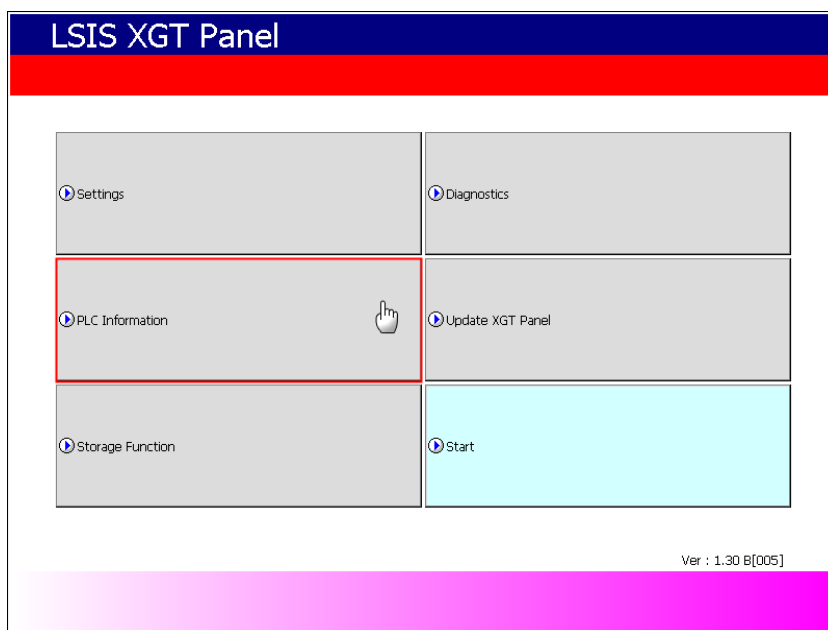 LSIS XGT Panel
Settings
Diagnostics
PLC Information
Update XGT Panel
Storage Function
Start
Ver : 1.30 B[005]